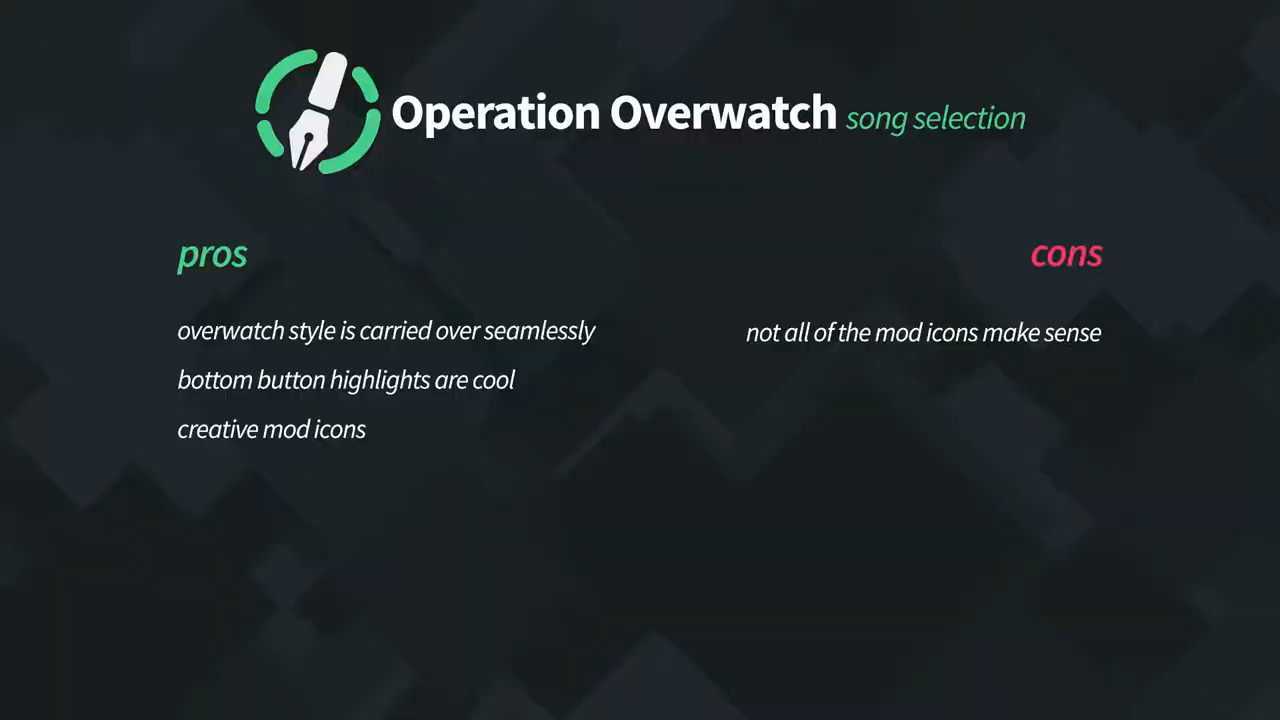 Operation Overwatch song selection
pros
overwatch style is carried over seamlessly
bottom button highlights are cool
creative mod icons
cons
not all of the mod icons make sense